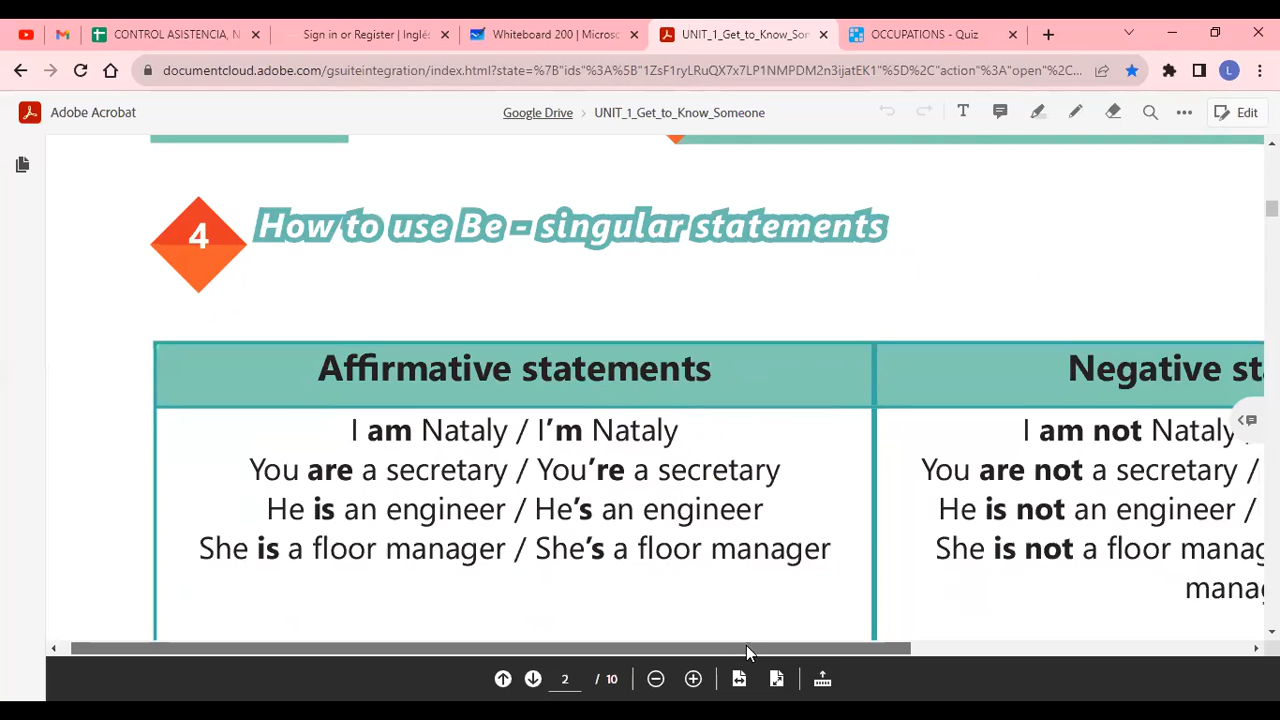 CONTROL ASISTENCIA, N
Sign in or Register | Inglé
Whiteboard 200 | Microsc
UNIT_1_Get_to_Know_Som
OCCUPATIONS - Quiz
documentcloud.adobe.com/gsuiteintegration/index.html?state=%7B"ids"%3A%5B"1ZsF1ryLRuQX7x7LP1NMPDM2n3ijatEK1"%5D%2C"action"%3A"open"%2C...
L
Adobe Acrobat
Google Drive > UNIT_1_Get_to_Know_Someone
Edit
4
How to use Be - singular statements
Affirmative statements
Negative sta
I am Nataly / I'm Nataly
I am not Nataly /
You are a secretary / You're a secretary
You are not a secretary /
He is an engineer / He's an engineer
He is not an engineer /
She is a floor manager / She's a floor manager
She is not a floor manag
manag
2 / 10